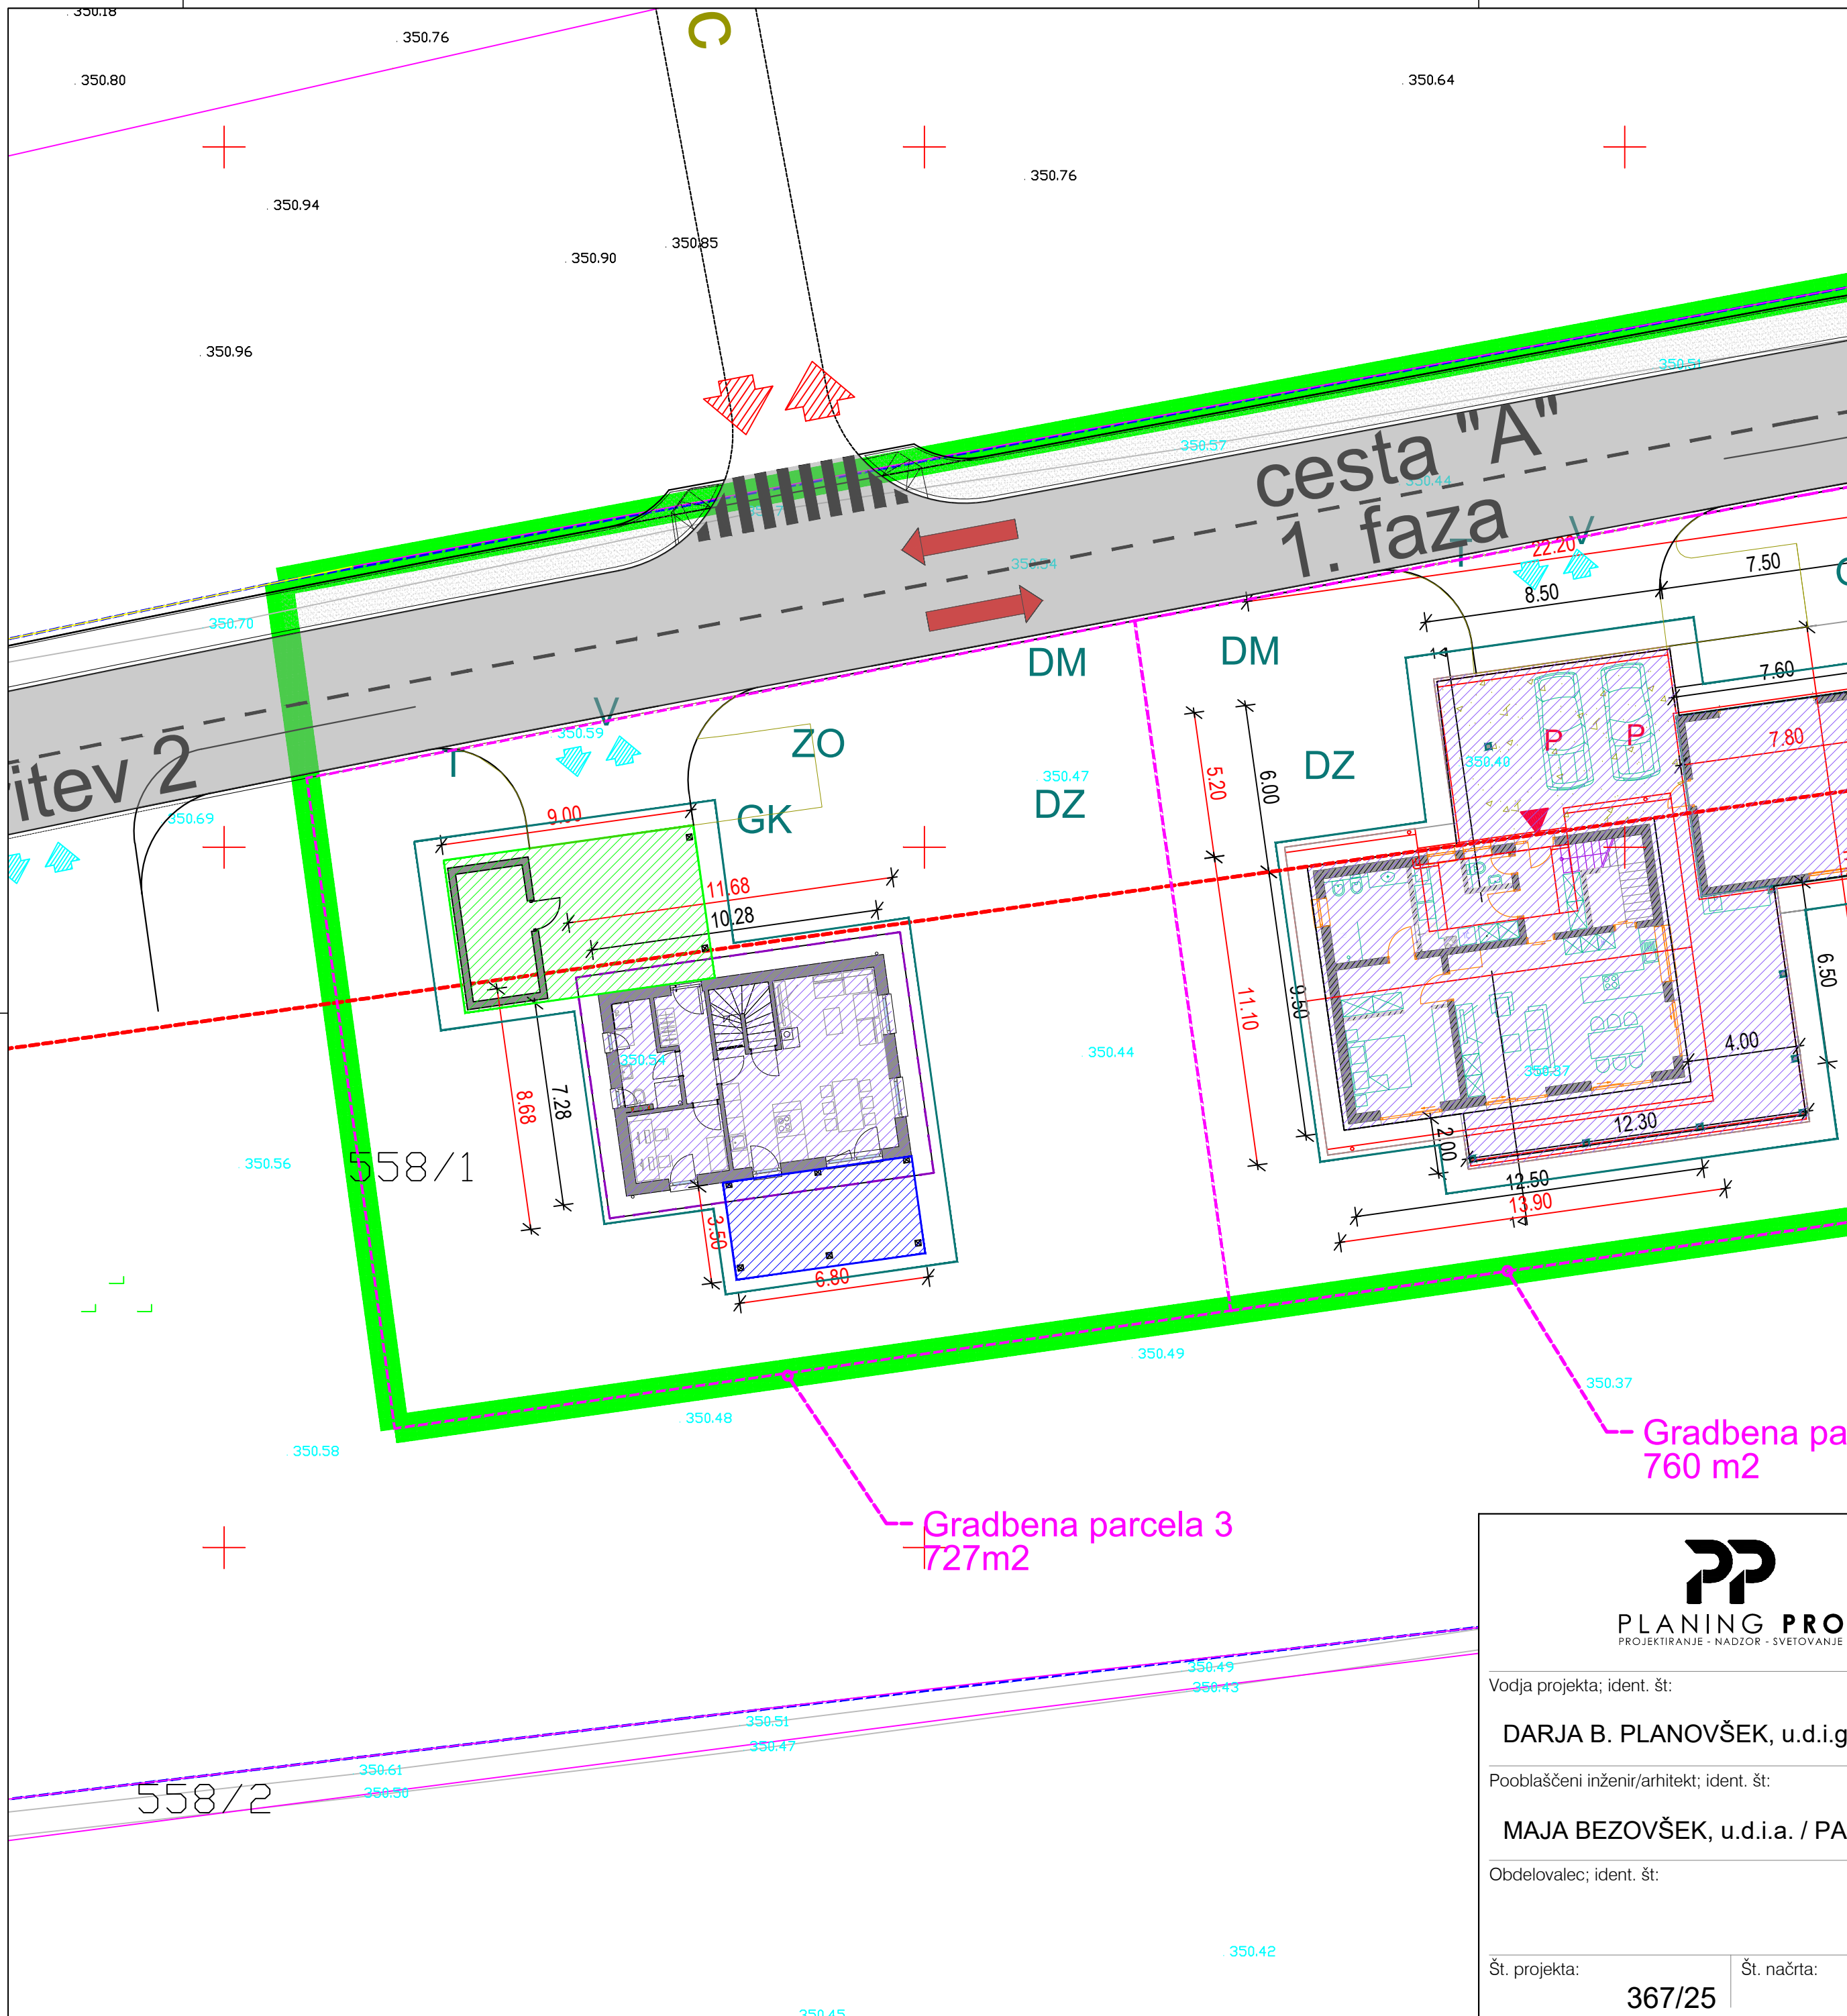 350.18
350.76
350.80
350.64
C
350.76
350.94
350.85
350.90
350.96
350.51
350.57
cesta "A"
1. faza
350.44
350.54
350.70
T
V
22.20
7.50
8.50
DM
DM
7.60
V
350.59
T
ZO
GK
350.47
DZ
DZ
5.20
6.00
P
P
350.40
7.80
ritev 2
350.69
9.00
11.68
10.28
11.10
9.50
6.50
4.00
350.44
350.54
350.37
8.68
7.28
12.30
2.00
12.50
13.90
558/1
350.56
3.50
6.80
350.49
350.48
350.37
350.58
Gradbena pa
760 m2
Gradbena parcela 3
727m2
PP
PLANING PRO
PROJEKTIRANJE - NADZOR - SVETOVANJE
350.49
350.43
350.51
350.47
350.61
350.50
558/2
350.42
350.45
Vodja projekta; ident. št:
DARJA B. PLANOVŠEK, u.d.i.g
Pooblaščeni inženir/arhitekt; ident. št:
MAJA BEZOVŠEK, u.d.i.a. / PA
Obdelovalec; ident. št:
Št. projekta:
Št. načrta:
367/25